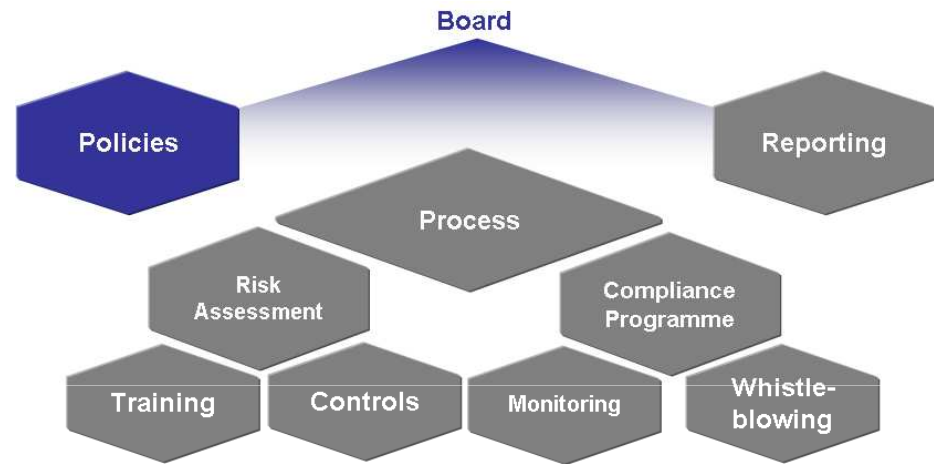 Board
Policies
Reporting
Process
Risk
Assessment
Compliance
Programme
Training
Controls
Monitoring
Whistle-
blowing